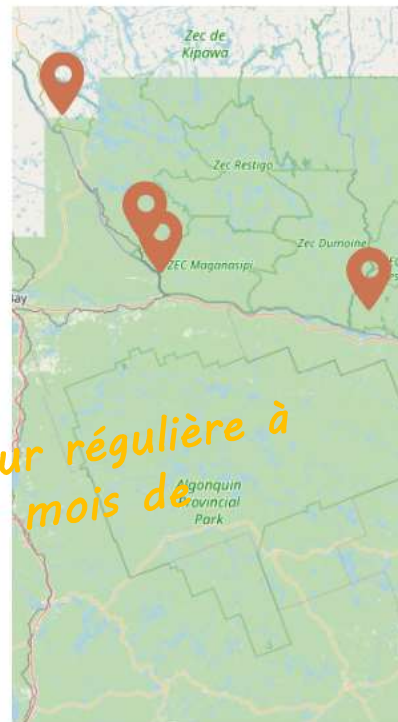 Zec de
Kipawa
Zec Restigo
Zec Dumoine
ZEC Maganasipi
ur régulière à
mois de
Algonquin
Provincial
Park